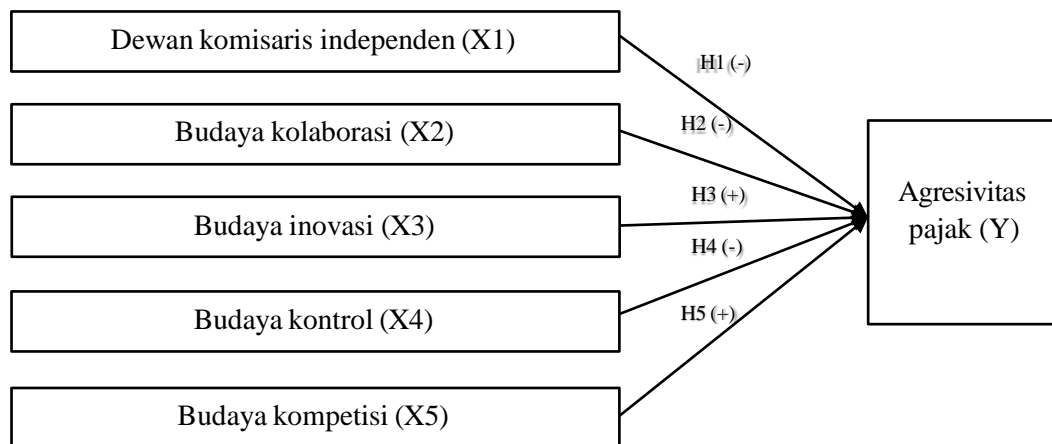 Dewan komisaris independen (X1)
H1 (-)
Budaya kolaborasi (X2)
H2 (-)
Budaya inovasi (X3)
H3 (+)
Agresivitas
pajak (Y)
H4 (-)
Budaya kontrol (X4)
H5 (+)
Budaya kompetisi (X5)